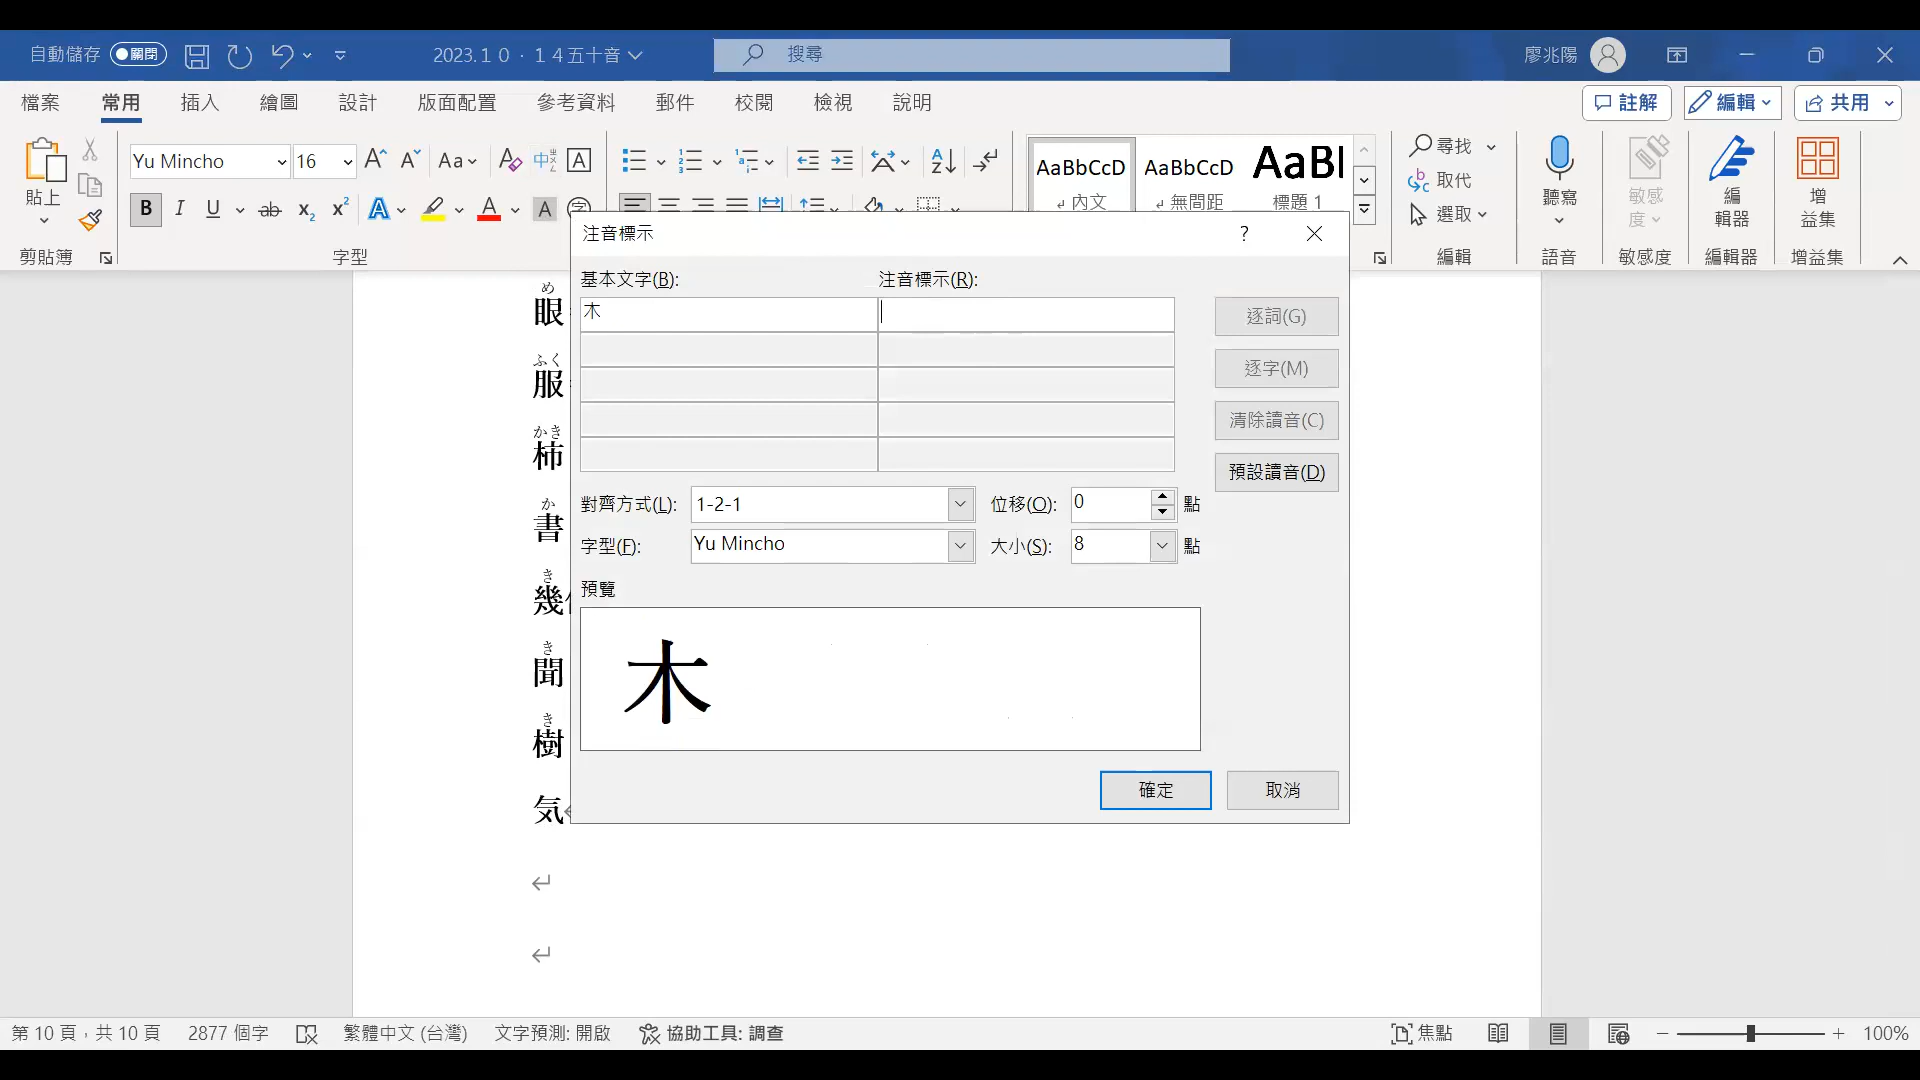 自動儲存 關閉 2023.10・14五十音 搜尋 廖兆陽
檔案 常用 插入 繪圖 設計 版面配置 參考資料 郵件 校閱 檢視 說明 註解 編輯 共用
貼上
剪貼簿
Yu Mincho 16 A A Aa A A
B I U ab x₂ x² A A A 字
字型
AaBbCcD AaBbCcD AaBl
內文 無間距 標題 1
尋找
取代
選取
編輯
聽寫
語音
敏感
度
敏感度
編
輯器
編輯器
增
益集
增益集
注音標示 ?
基本文字(B): 注音標示(R):
木
逐詞(G)
逐字(M)
清除讀音(C)
預設讀音(D)
對齊方式(L): 1-2-1 位移(O): 0 點
字型(F): Yu Mincho 大小(S): 8 點
預覽
木
確定 取消
め
眼
ふく
服
かき
柿
か
書
き
幾
き
聞
き
樹
気
第 10 頁，共 10 頁 2877 個字 繁體中文 (台灣) 文字預測: 開啟 協助工具: 調查 焦點 100%